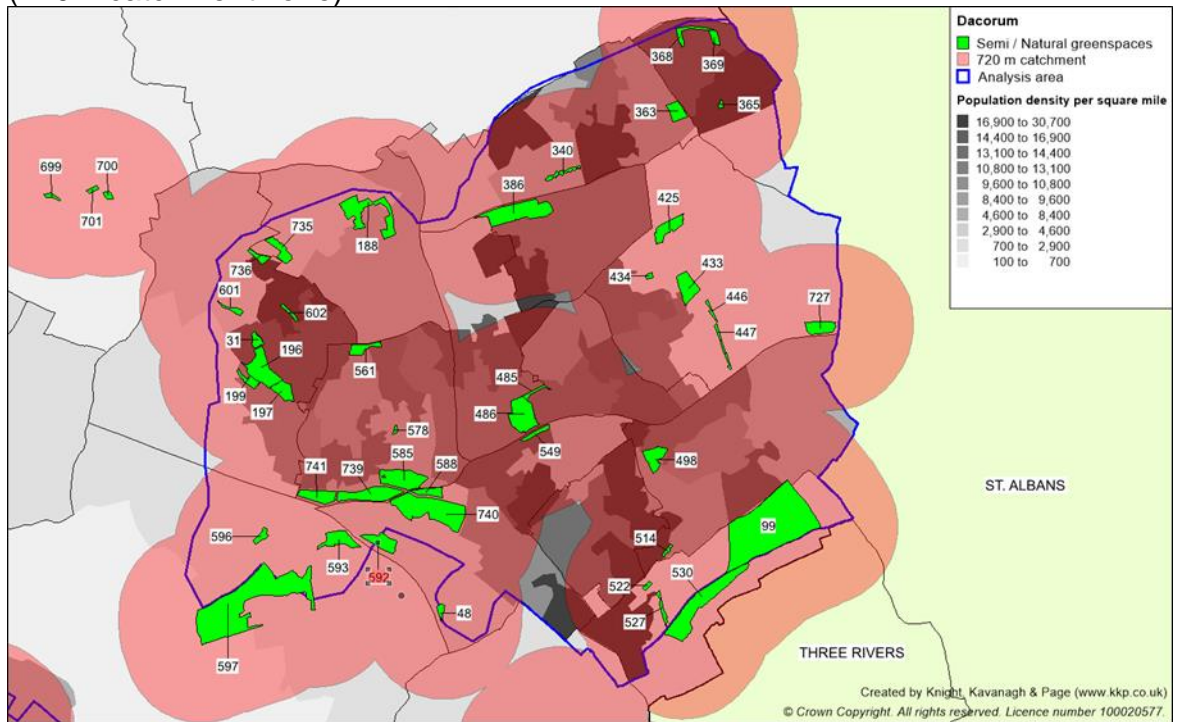 Dacorum
Semi / Natural greenspaces
720 m catchment
Analysis area
Population density per square mile
16,900 to 30,700
14,400 to 16,900
13,100 to 14,400
10,800 to 13,100
9,600 to 10,800
8,400 to 9,600
4,600 to 8,400
2,900 to 4,600
700 to 2,900
100 to 700
368
369
363
365
699
700
701
340
386
425
735
188
736
434
433
446
727
601
602
447
31
196
561
199
197
485
486
578
549
741
739
585
588
498
740
ST. ALBANS
99
596
593
514
592
522
530
48
527
597
THREE RIVERS
Created by Knight, Kavanagh & Page (www.kkp.co.uk)
© Crown Copyright. All rights reserved. Licence number 100020577.